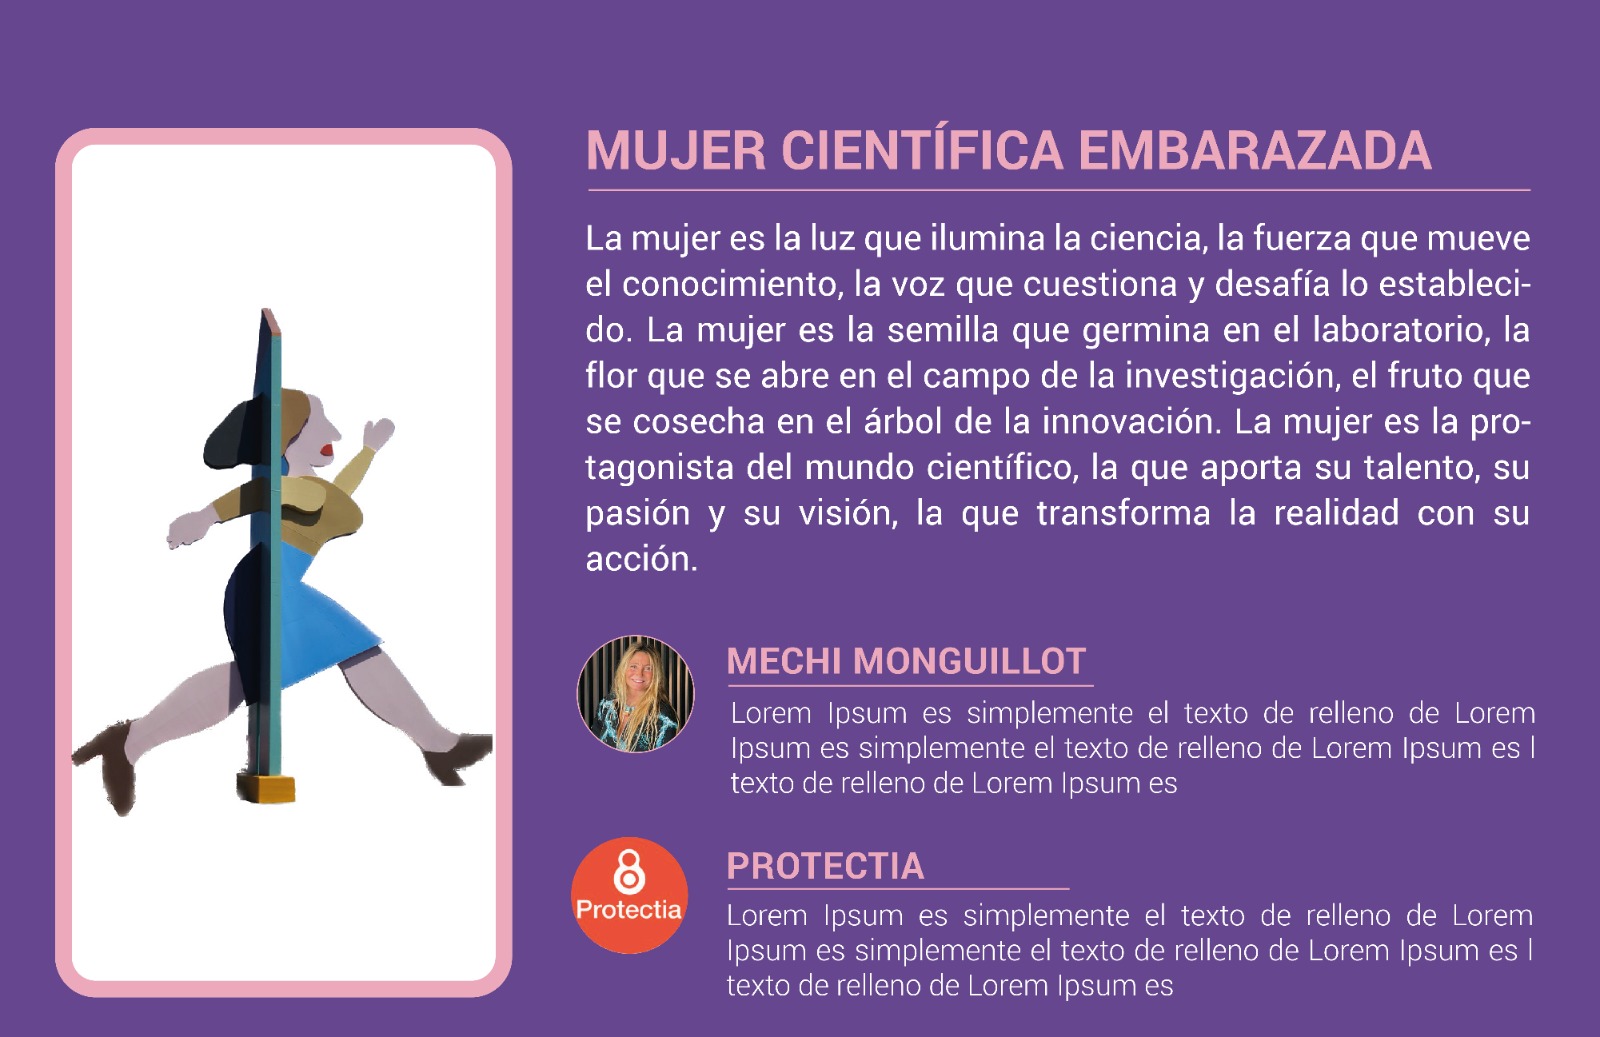 MUJER CIENTÍFICA EMBARAZADA
La mujer es la luz que ilumina la ciencia, la fuerza que mueve
el conocimiento, la voz que cuestiona y desafía lo estableci-
do. La mujer es la semilla que germina en el laboratorio, la
flor que se abre en el campo de la investigación, el fruto que
se cosecha en el árbol de la innovación. La mujer es la pro-
tagonista del mundo científico, la que aporta su talento, su
pasión y su visión, la que transforma la realidad con su
acción.
MECHI MONGUILLOT
Lorem Ipsum es simplemente el texto de relleno de Lorem
Ipsum es simplemente el texto de relleno de Lorem Ipsum es l
texto de relleno de Lorem Ipsum es
Protectia
PROTECTIA
Lorem Ipsum es simplemente el texto de relleno de Lorem
Ipsum es simplemente el texto de relleno de Lorem Ipsum es l
texto de relleno de Lorem Ipsum es